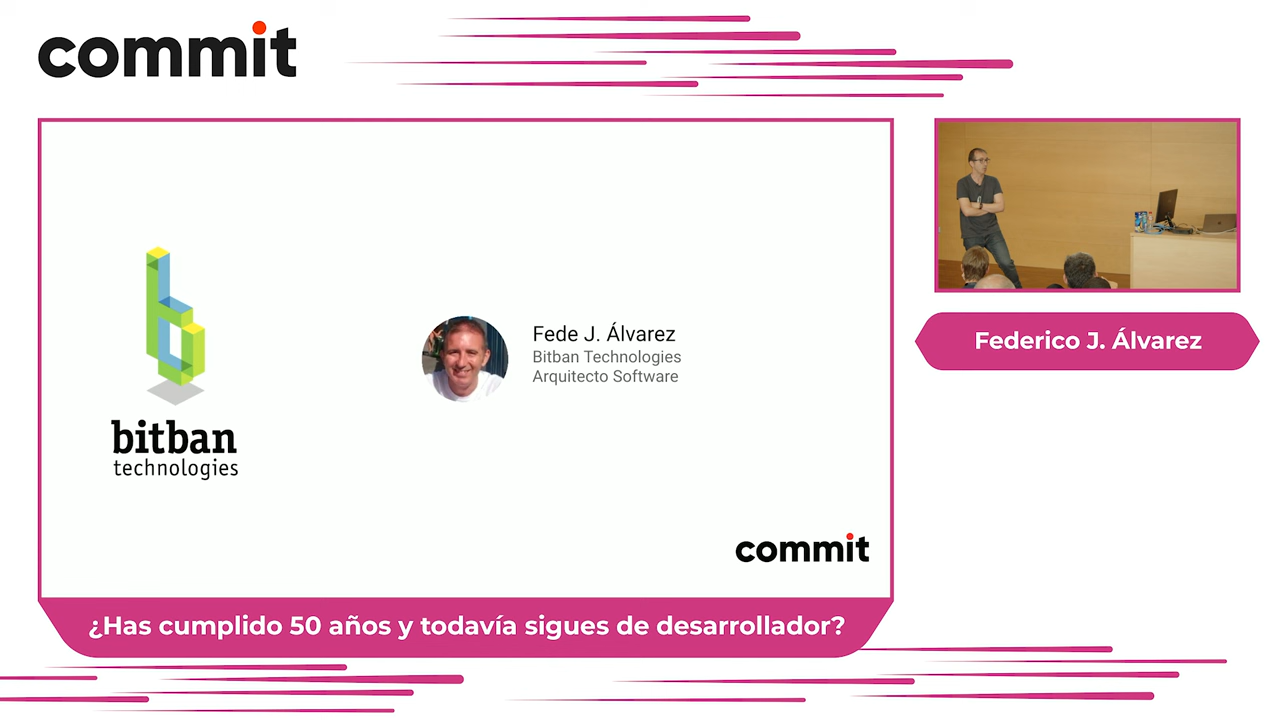 commit
bitban
technologies
Fede J. Álvarez
Bitban Technologies
Arquitecto Software
commit
¿Has cumplido 50 años y todavía sigues de desarrollador?
Federico J. Álvarez